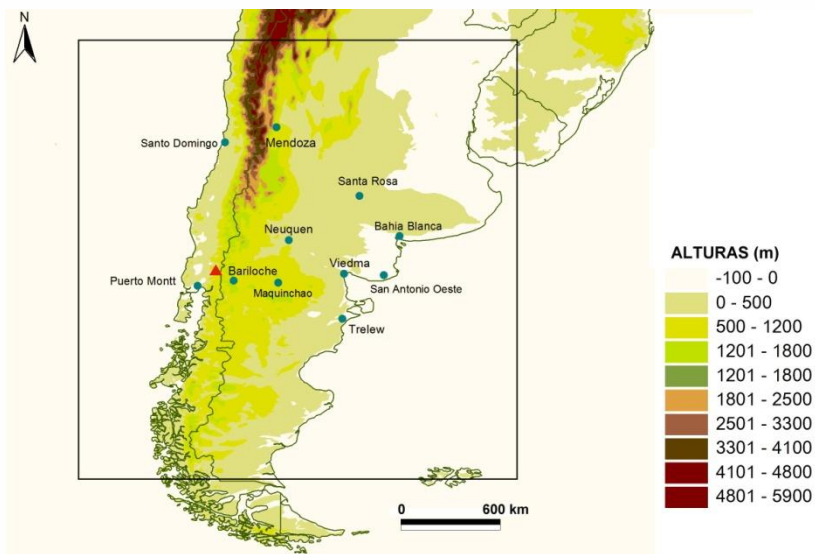 N
Santo Domingo
Mendoza
Santa Rosa
Neuquen
Bahia Blanca
Viedma
Puerto Montt
Bariloche
Maquinchao
San Antonio Oeste
Trelew
ALTURAS (m)
-100 - 0
0 - 500
500 - 1200
1201 - 1800
1201 - 1800
1801 - 2500
2501 - 3300
3301 - 4100
4101 - 4800
4801 - 5900
0 600 km